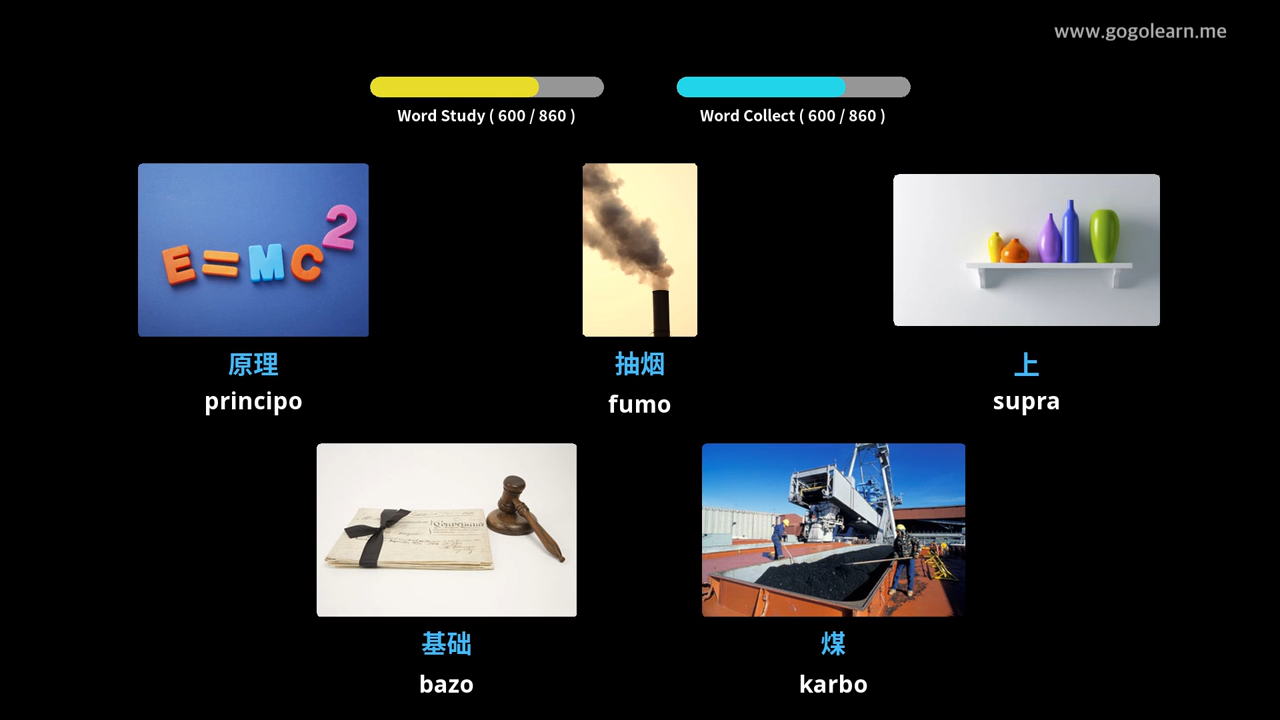 www.gogolearn.me
Word Study ( 600 / 860 )
Word Collect ( 600 / 860 )
E=MC2
原理
principo
抽烟
fumo
上
supra
基础
bazo
煤
karbo